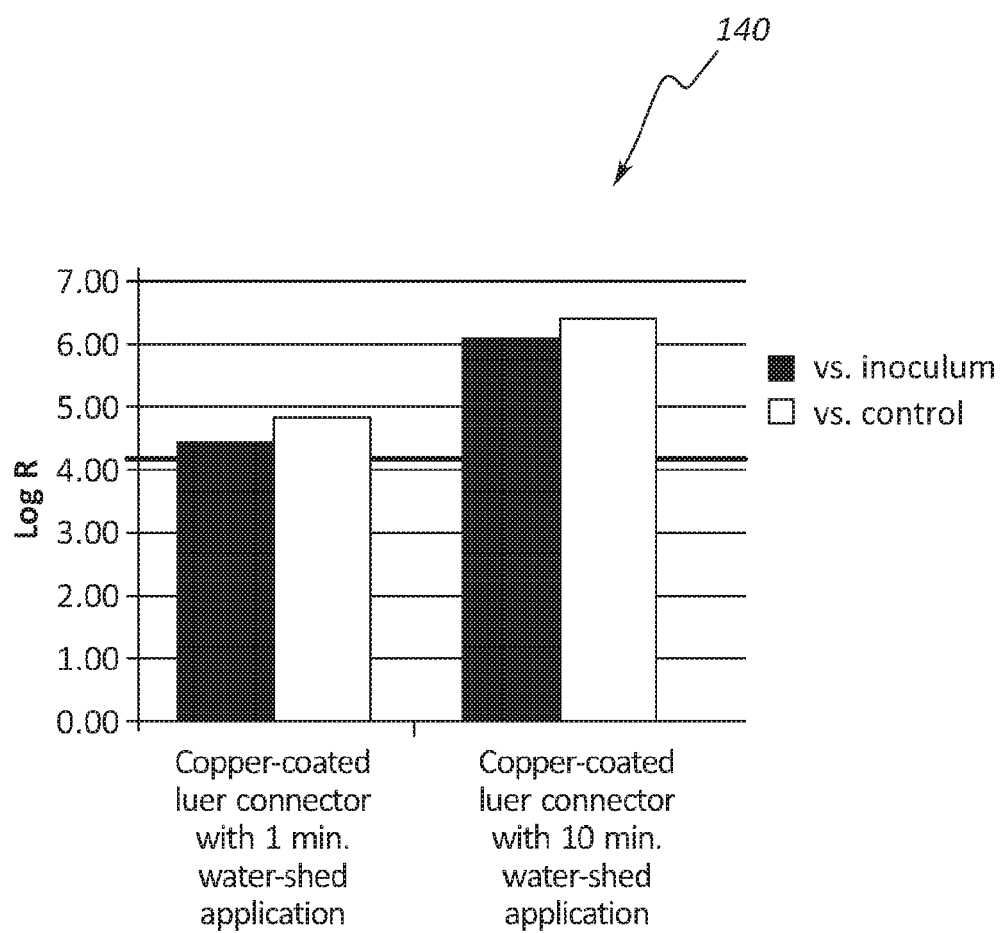 140
7.00
6.00
5.00
4.00
3.00
2.00
1.00
0.00
Log R
vs. inoculum
vs. control
Copper-coated
luer connector
with 1 min.
water-shed
application
Copper-coated
luer connector
with 10 min.
water-shed
application